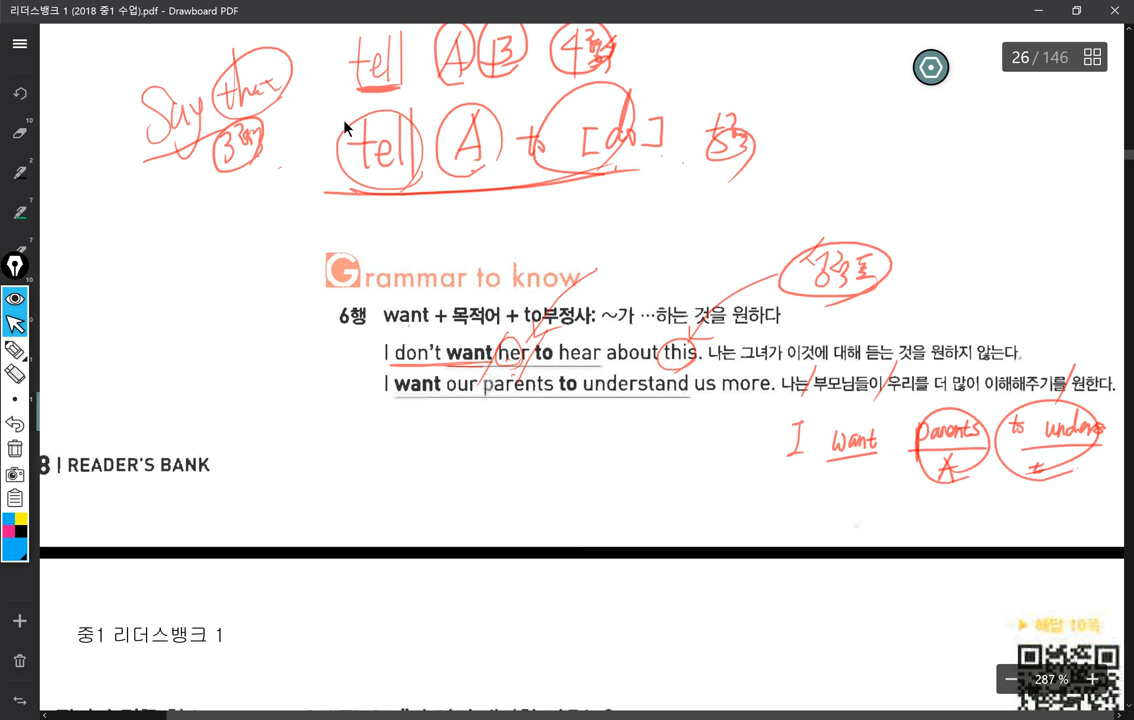 리더스뱅크 1 (2018 중1 수업).pdf - Drawboard PDF
26 / 146
tell A B 4형식
Say that 3형식
tell A to [do]
Grammar to know
성적표
6행 want + 목적어 + to부정사: ～가 …하는 것을 원하다
I don't want her to hear about this. 나는 그녀가 이것에 대해 듣는 것을 원하지 않는다.
I want our parents to understand us more. 나는 부모님들이 우리를 더 많이 이해해주기를 원한다.
I want parents to unders
A
8 | READER'S BANK
중1 리더스뱅크 1
▶ 해답 10쪽
287 %